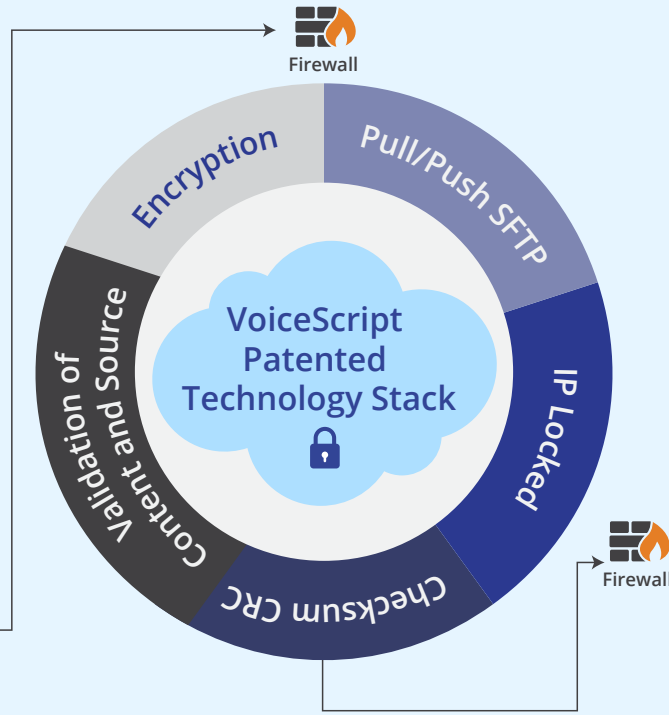 Firewall
Encryption
Pull/Push SFTP
VoiceScript
Patented
Technology Stack
IP Locked
Validation of
Content and Source
Checksum CRC
Firewall